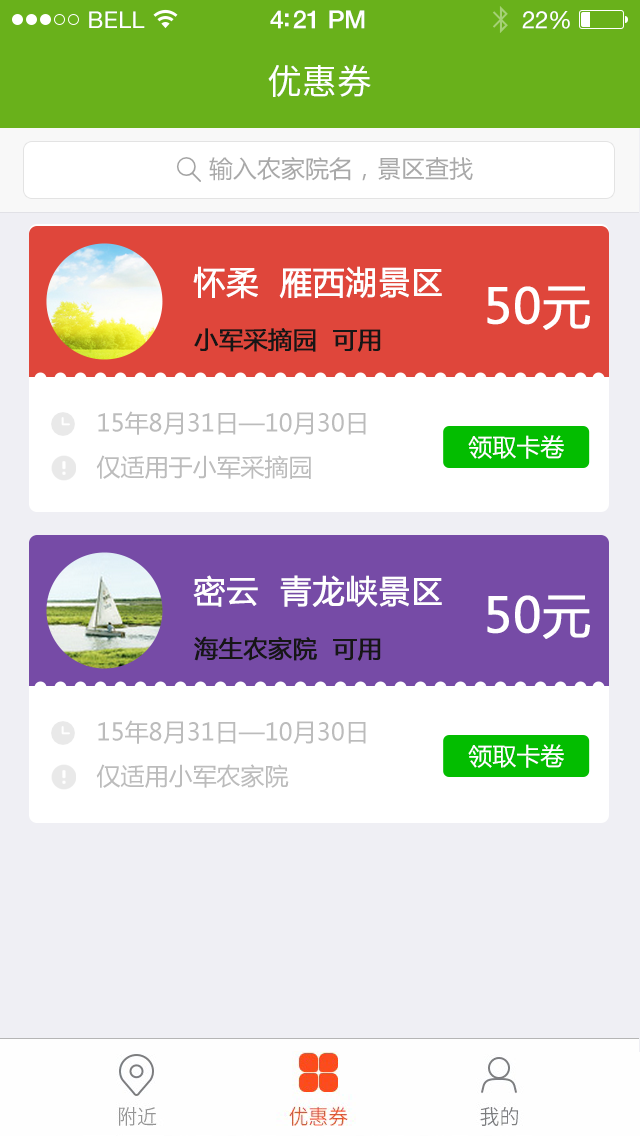 BELL 4:21 PM 22%
优惠券
输入农家院名，景区查找
怀柔 雁西湖景区
50元
小军采摘园 可用
15年8月31日—10月30日
仅适用于小军采摘园
领取卡卷
密云 青龙峡景区
50元
海生农家院 可用
15年8月31日—10月30日
仅适用小军农家院
领取卡卷
附近 优惠券 我的